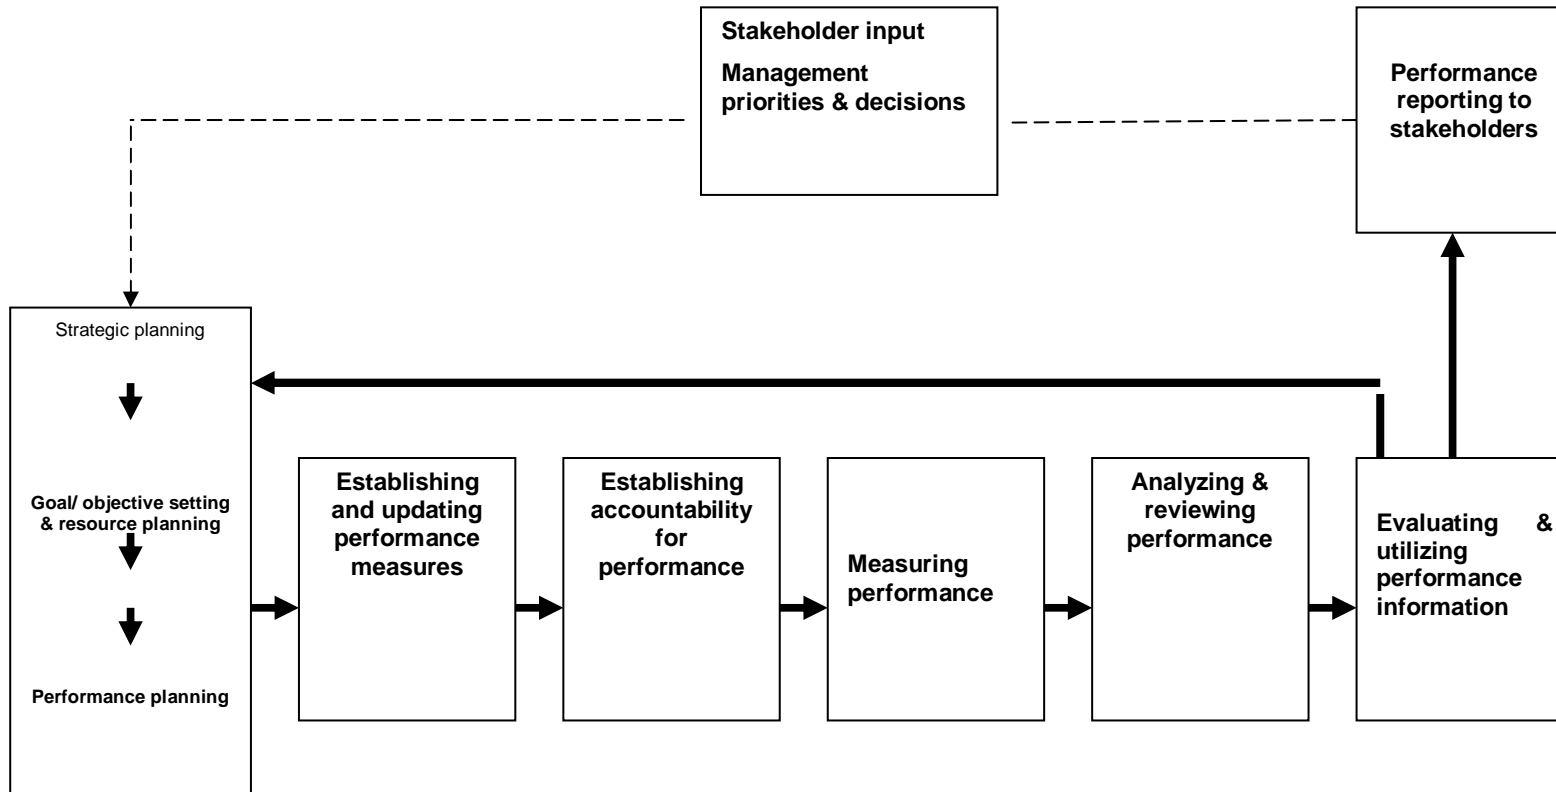 Stakeholder input
Management
priorities & decisions
Performance
reporting to
stakeholders
Strategic planning
Goal/ objective setting
& resource planning
Performance planning
Establishing
and updating
performance
measures
Establishing
accountability
for
performance
Measuring
performance
Analyzing &
reviewing
performance
Evaluating &
utilizing
performance
information